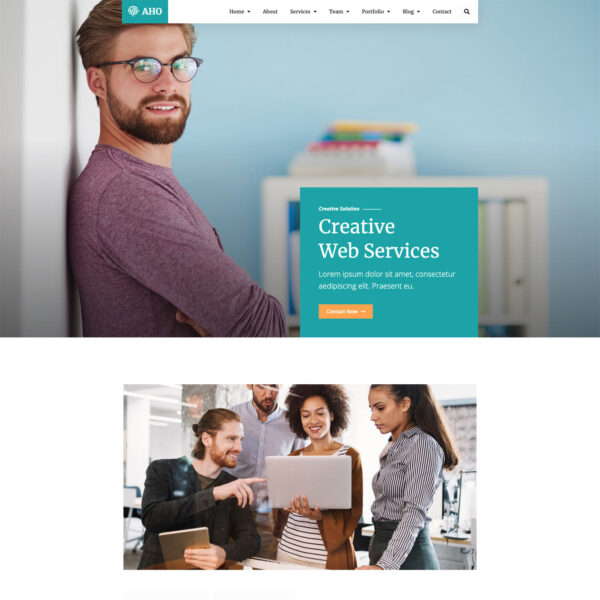 AHO
Home About Services Team Portfolio Blog Contact
Creative Solution
Creative
Web Services
Lorem ipsum dolor sit amet, consectetur
aedipiscing elit. Praesent eu.
Contact Now →